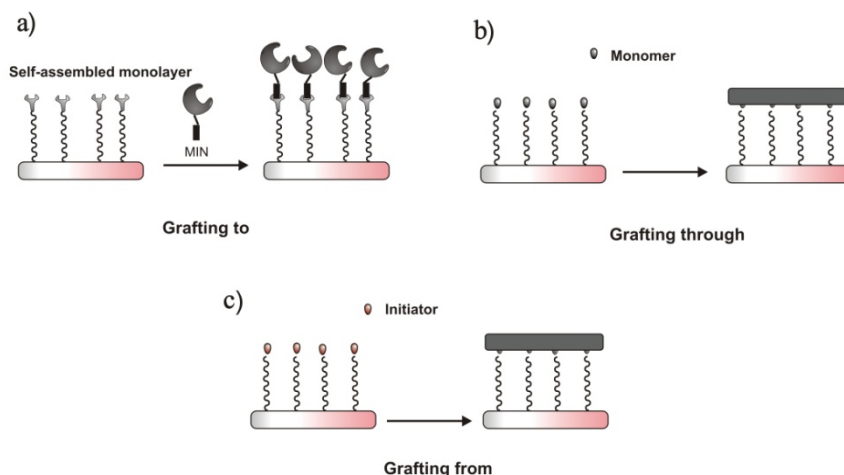 a)
Self-assembled monolayer
MIN
Grafting to
b)
Monomer
Grafting through
c)
Initiator
Grafting from